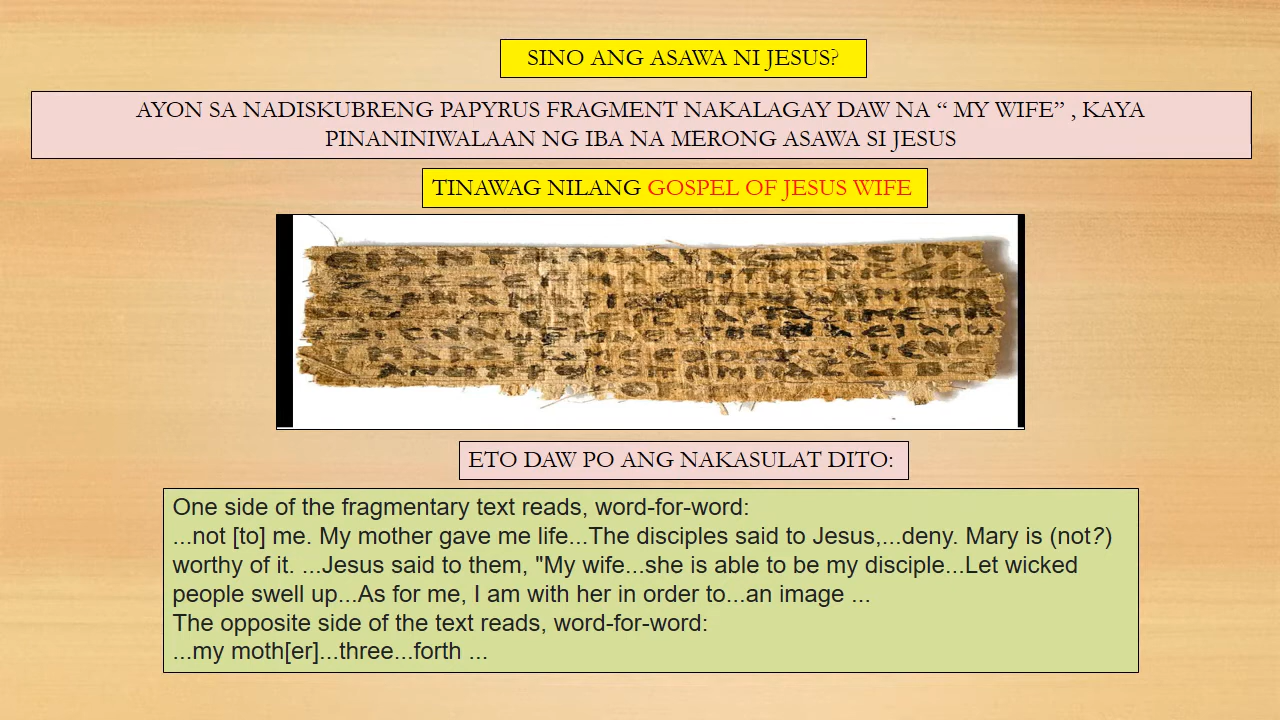 SINO ANG ASAWA NI JESUS?
AYON SA NADISKUBRENG PAPYRUS FRAGMENT NAKALAGAY DAW NA “ MY WIFE” , KAYA
PINANINIWALAAN NG IBA NA MERONG ASAWA SI JESUS
TINAWAG NILANG GOSPEL OF JESUS WIFE
ETO DAW PO ANG NAKASULAT DITO:
One side of the fragmentary text reads, word-for-word:
...not [to] me. My mother gave me life...The disciples said to Jesus,...deny. Mary is (not?)
worthy of it. ...Jesus said to them, "My wife...she is able to be my disciple...Let wicked
people swell up...As for me, I am with her in order to...an image ...
The opposite side of the text reads, word-for-word:
...my moth[er]...three...forth ...